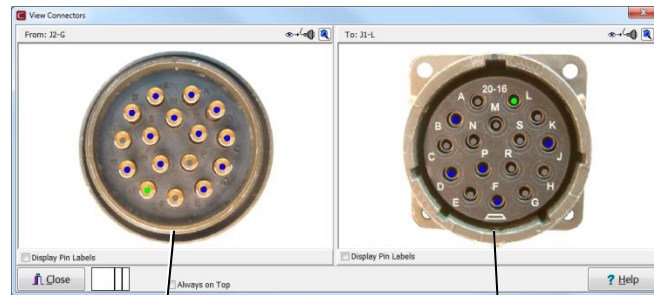 View Connectors
From: J2-G
To: J1-L
20-16
A
L
M
B
N
S
K
C
P
R
J
D
H
E
F
G
Display Pin Labels
Display Pin Labels
Close
Always on Top
? Help